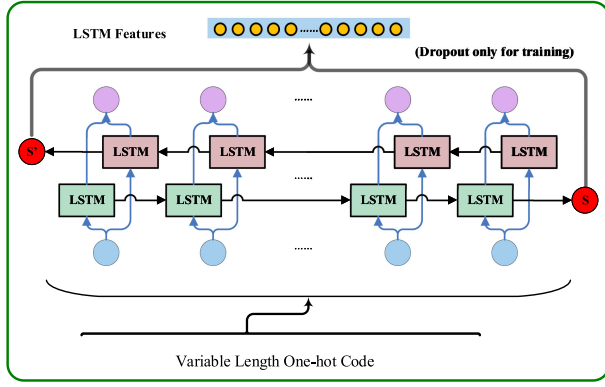 LSTM Features
......
(Dropout only for training)
......
S'
LSTM
LSTM
LSTM
LSTM
......
LSTM
LSTM
LSTM
LSTM
S
......
Variable Length One-hot Code